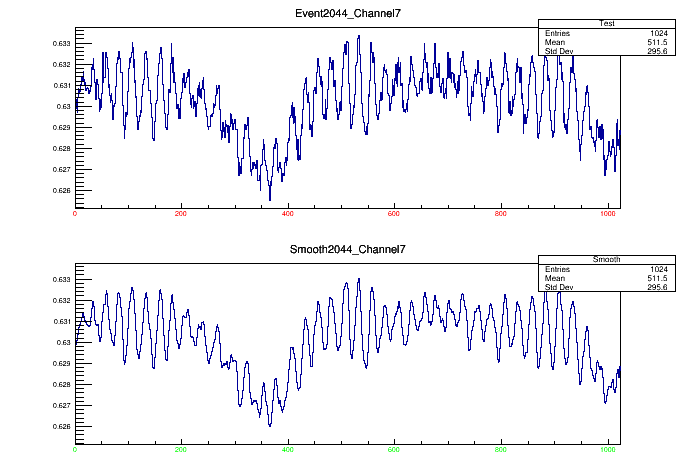 Event2044_Channel7
Test
Entries 1024
Mean 511.5
Std Dev 295.6
0.633
0.632
0.631
0.63
0.629
0.628
0.627
0.626
0 200 400 600 800 1000
Smooth2044_Channel7
Smooth
Entries 1024
Mean 511.5
Std Dev 295.6
0.633
0.632
0.631
0.63
0.629
0.628
0.627
0.626
0 200 400 600 800 1000